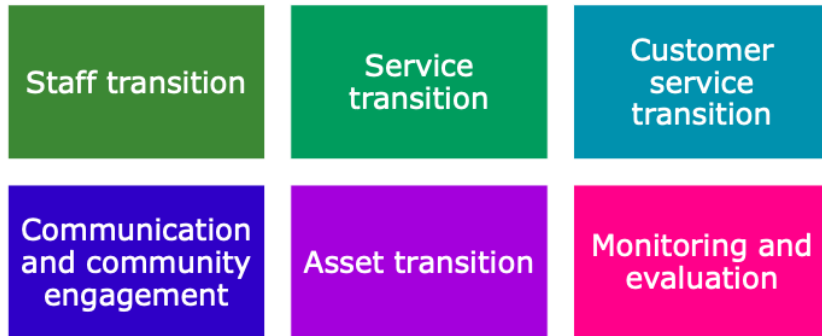 Staff transition
Service
transition
Customer
service
transition
Communication
and community
engagement
Asset transition
Monitoring and
evaluation